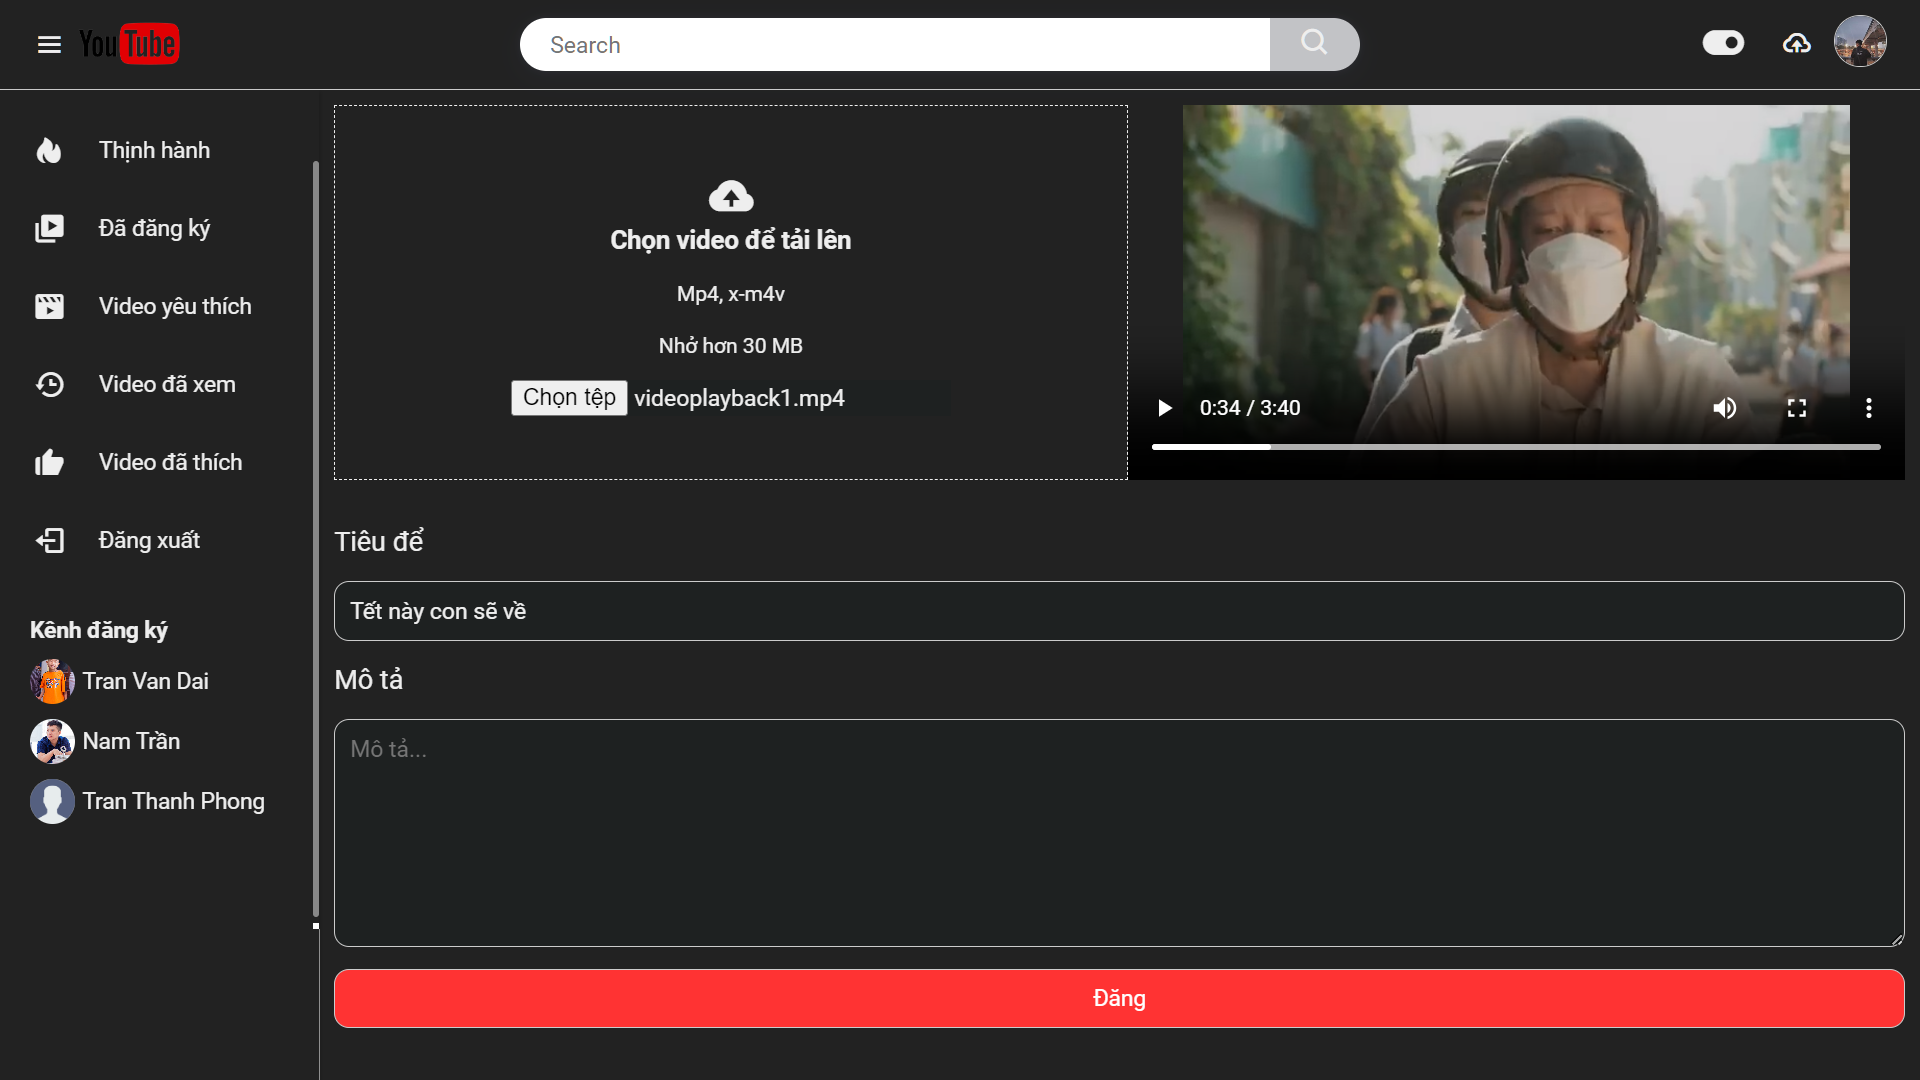 YouTube
Search
Thịnh hành
Đã đăng ký
Video yêu thích
Video đã xem
Video đã thích
Đăng xuất
Kênh đăng ký
Tran Van Dai
Nam Trần
Tran Thanh Phong
Chọn video để tải lên
Mp4, x-m4v
Nhở hơn 30 MB
Chọn tệp videoplayback1.mp4
0:34 / 3:40
Tiêu để
Tết này con sẽ về
Mô tả
Mô tả...
Đăng